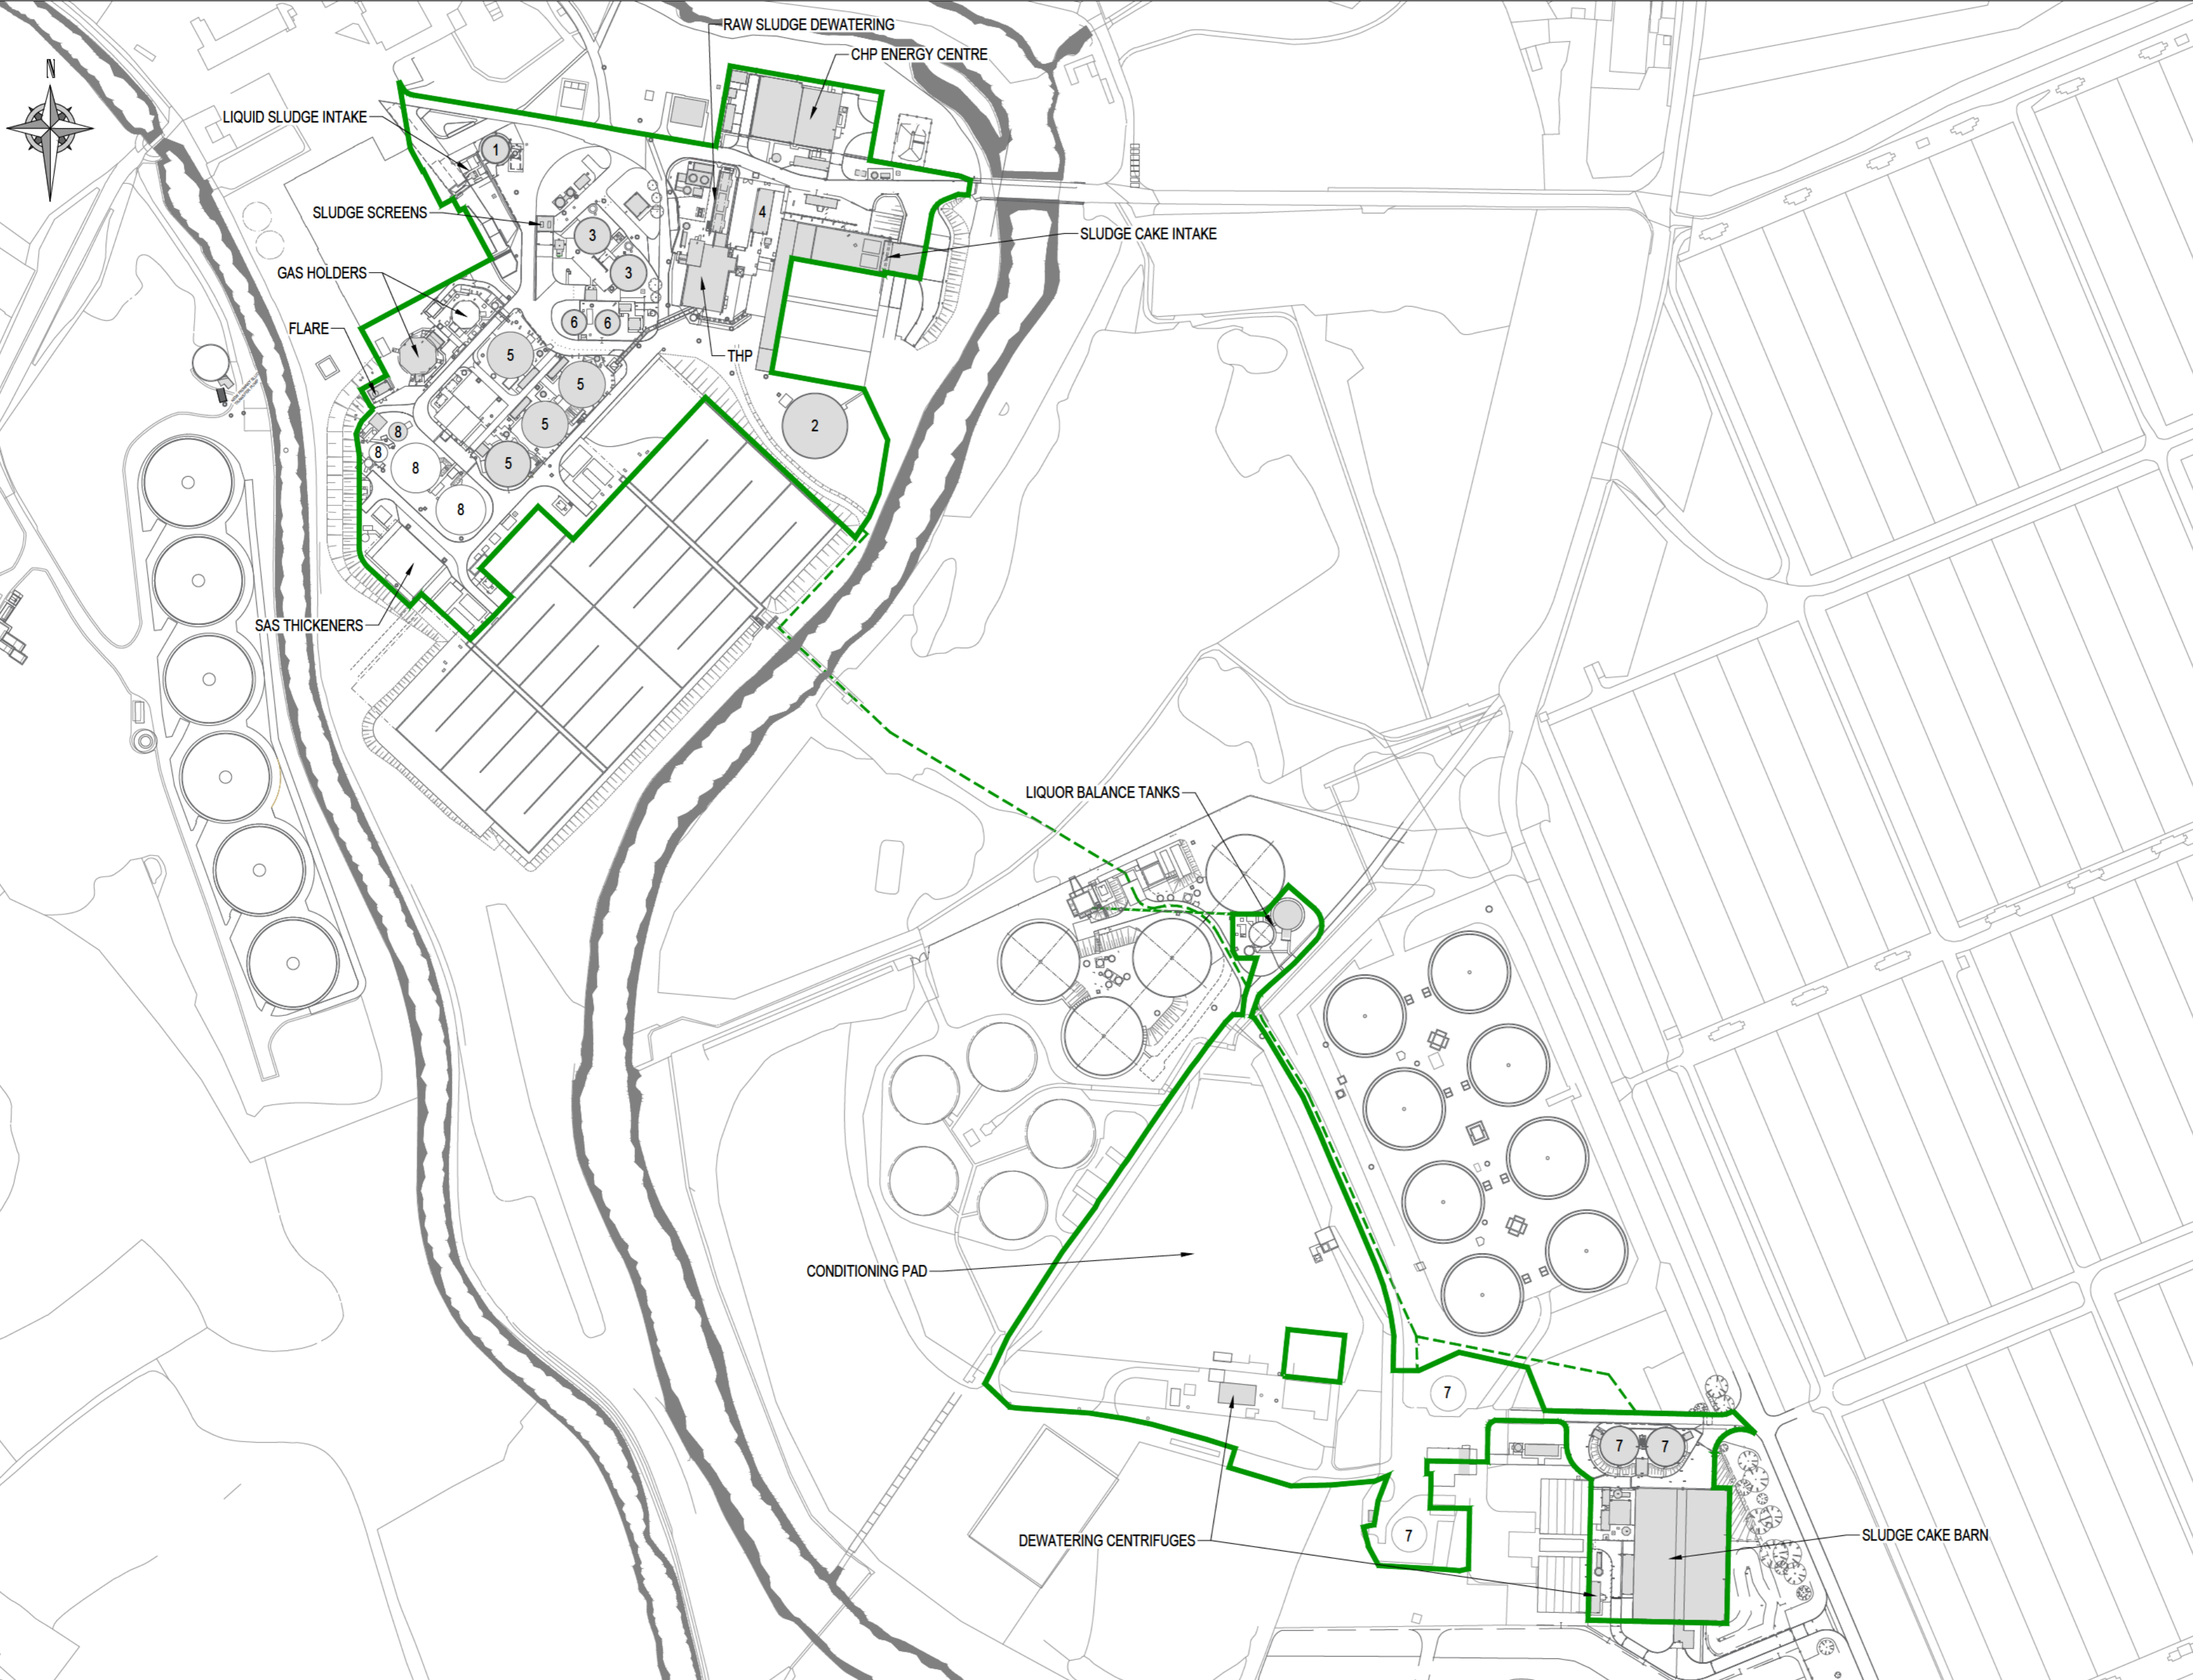 RAW SLUDGE DEWATERING
CHP ENERGY CENTRE
N
LIQUID SLUDGE INTAKE
1
SLUDGE SCREENS
4
3
SLUDGE CAKE INTAKE
3
GAS HOLDERS
6
6
FLARE
THP
5
5
5
2
8
8
8
5
8
SAS THICKENERS
LIQUOR BALANCE TANKS
CONDITIONING PAD
7
7
7
7
DEWATERING CENTRIFUGES
SLUDGE CAKE BARN